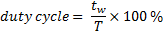 duty cycle = t_w / T × 100 %